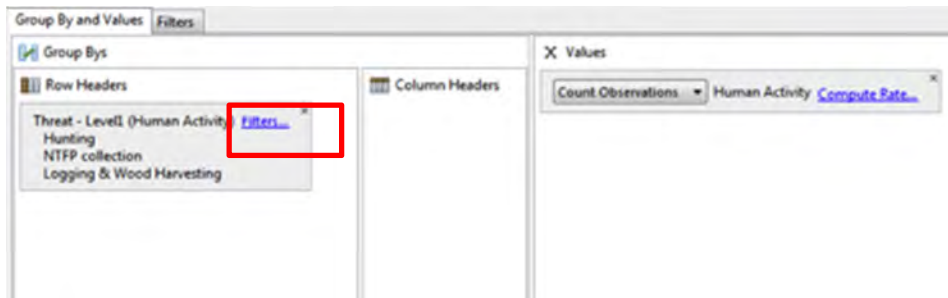 Group By and Values Filters
Group Bys
Row Headers
Threat - Level1 (Human Activity) Filters...
Hunting
NTFP collection
Logging & Wood Harvesting
Column Headers
X Values
Count Observations Human Activity Compute Rate...